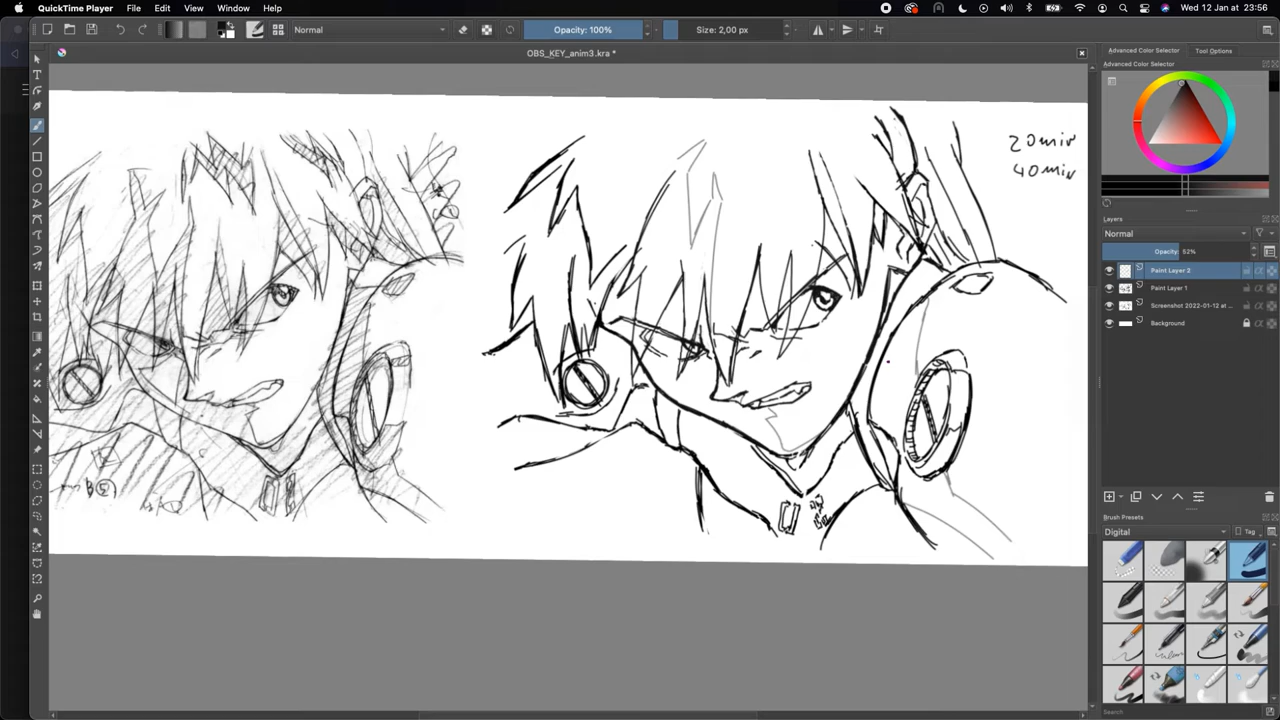 QuickTime Player File Edit View Window Help Wed 12 Jan at 23:56
Normal Opacity: 100% Size: 2,00 px
OBS_KEY_anim3.kra *
Advanced Color Selector Tool Options
Advanced Color Selector
20min
40min
Layers
Normal
Opacity: 52%
Paint Layer 2
Paint Layer 1
Screenshot 2022-01-12 at ...
Background
Brush Presets
Digital Tag
Search